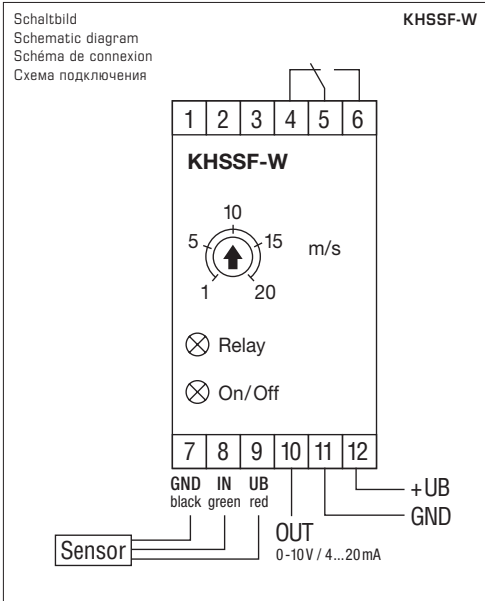 Schaltbild
KHSSF-W
Schematic diagram
Schéma de connexion
Схема подключения
1 2 3 4 5 6
KHSSF-W
10
5 15
m/s
1 20
Relay
On/Off
7 8 9 10 11 12
GND IN UB
black green red
+UB
GND
OUT
0-10V / 4...20mA
Sensor